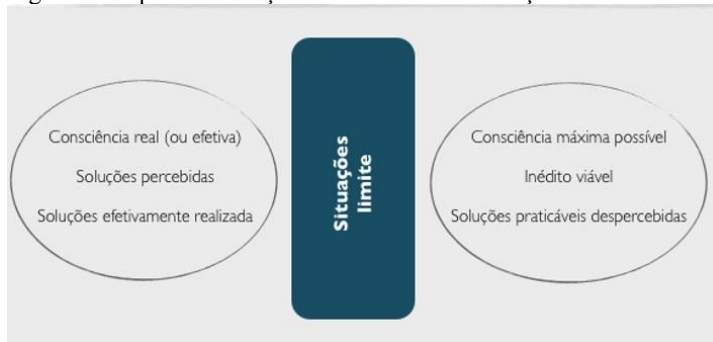 Consciência real (ou efetiva)
Soluções percebidas
Soluções efetivamente realizada
Situações
limite
Consciência máxima possível
Inédito viável
Soluções praticáveis despercebidas